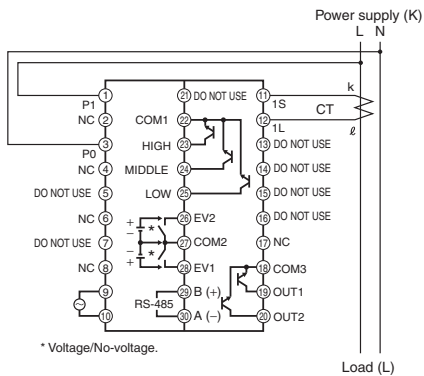 Power supply (K)
L N
① ㉑ DO NOT USE ⑪ k
P1 1S
CT
NC ② COM1 ㉒ ⑫ ℓ
1L
③ HIGH ㉓ ⑬ DO NOT USE
P0
NC ④ MIDDLE ㉔ ⑭ DO NOT USE
DO NOT USE ⑤ LOW ㉕ ⑮ DO NOT USE
NC ⑥ + − * ㉖ EV2 ⑯ DO NOT USE
DO NOT USE ⑦ ㉗ COM2 ⑰ NC
NC ⑧ − + * ㉘ EV1 ⑱ COM3
⑨ RS-485 ㉙ B (+) ⑲ OUT1
⑩ ㉚ A (−) ⑳ OUT2
* Voltage/No-voltage.
Load (L)